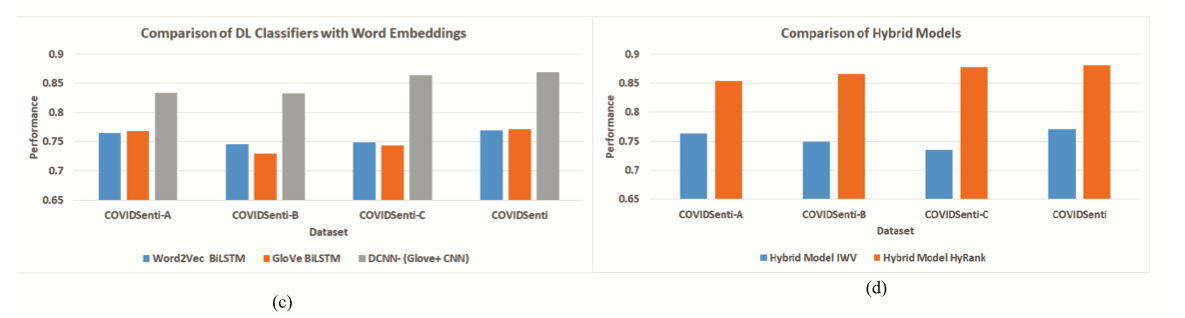 Comparison of DL Classifiers with Word Embeddings
0.9
0.85
0.8
0.75
0.7
0.65
Performance
COVIDSenti-A COVIDSenti-B COVIDSenti-C COVIDSenti
Dataset
Word2Vec BiLSTM GloVe BiLSTM DCNN- (Glove+ CNN)
(c)
Comparison of Hybrid Models
0.9
0.85
0.8
0.75
0.7
0.65
Performance
COVIDSenti-A COVIDSenti-B COVIDSenti-C COVIDSenti
Dataset
Hybrid Model IWV Hybrid Model HyRank
(d)